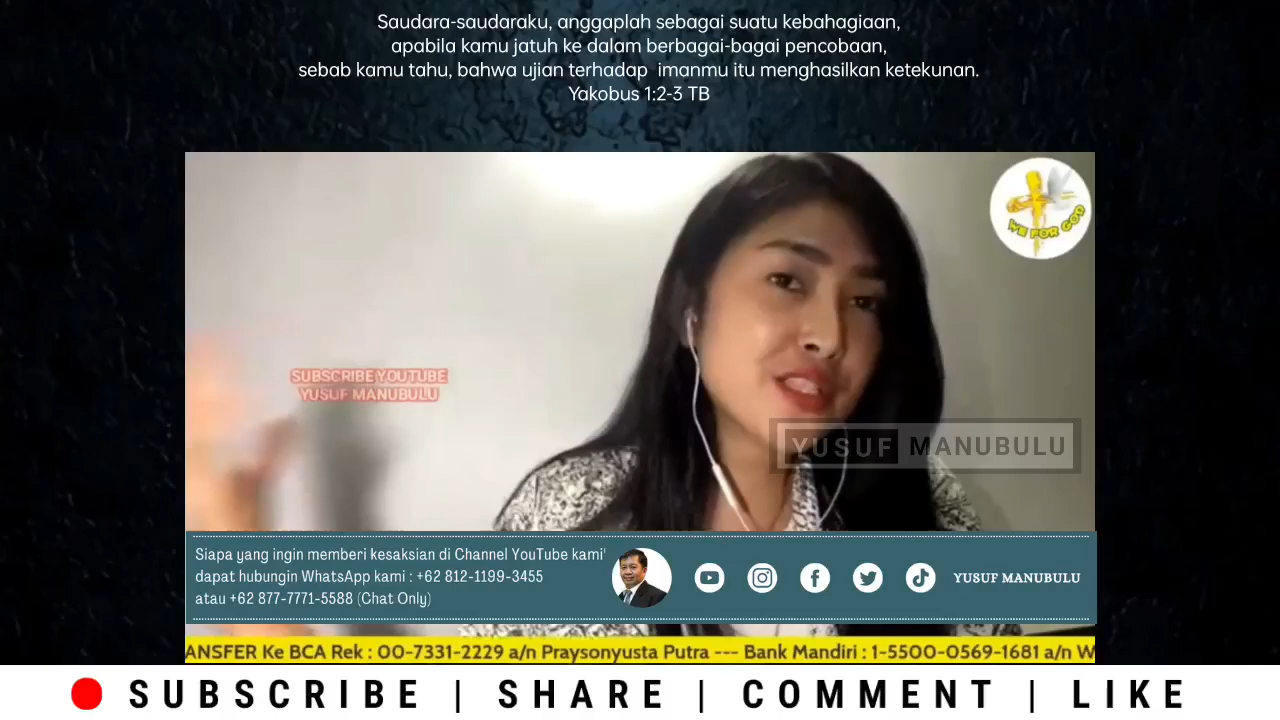 Saudara-saudaraku, anggaplah sebagai suatu kebahagiaan,
apabila kamu jatuh ke dalam berbagai-bagai pencobaan,
sebab kamu tahu, bahwa ujian terhadap imanmu itu menghasilkan ketekunan.
Yakobus 1:2-3 TB
WE FOR GOD
SUBSCRIBE YOUTUBE
YUSUF MANUBULU
YUSUF MANUBULU
Siapa yang ingin memberi kesaksian di Channel YouTube kami'
dapat hubungin WhatsApp kami : +62 812-1199-3455
atau +62 877-7771-5588 (Chat Only)
YUSUF MANUBULU
ANSFER Ke BCA Rek : 00-7331-2229 a/n Praysonyusta Putra --- Bank Mandiri : 1-5500-0569-1681 a/n W
SUBSCRIBE | SHARE | COMMENT | LIKE